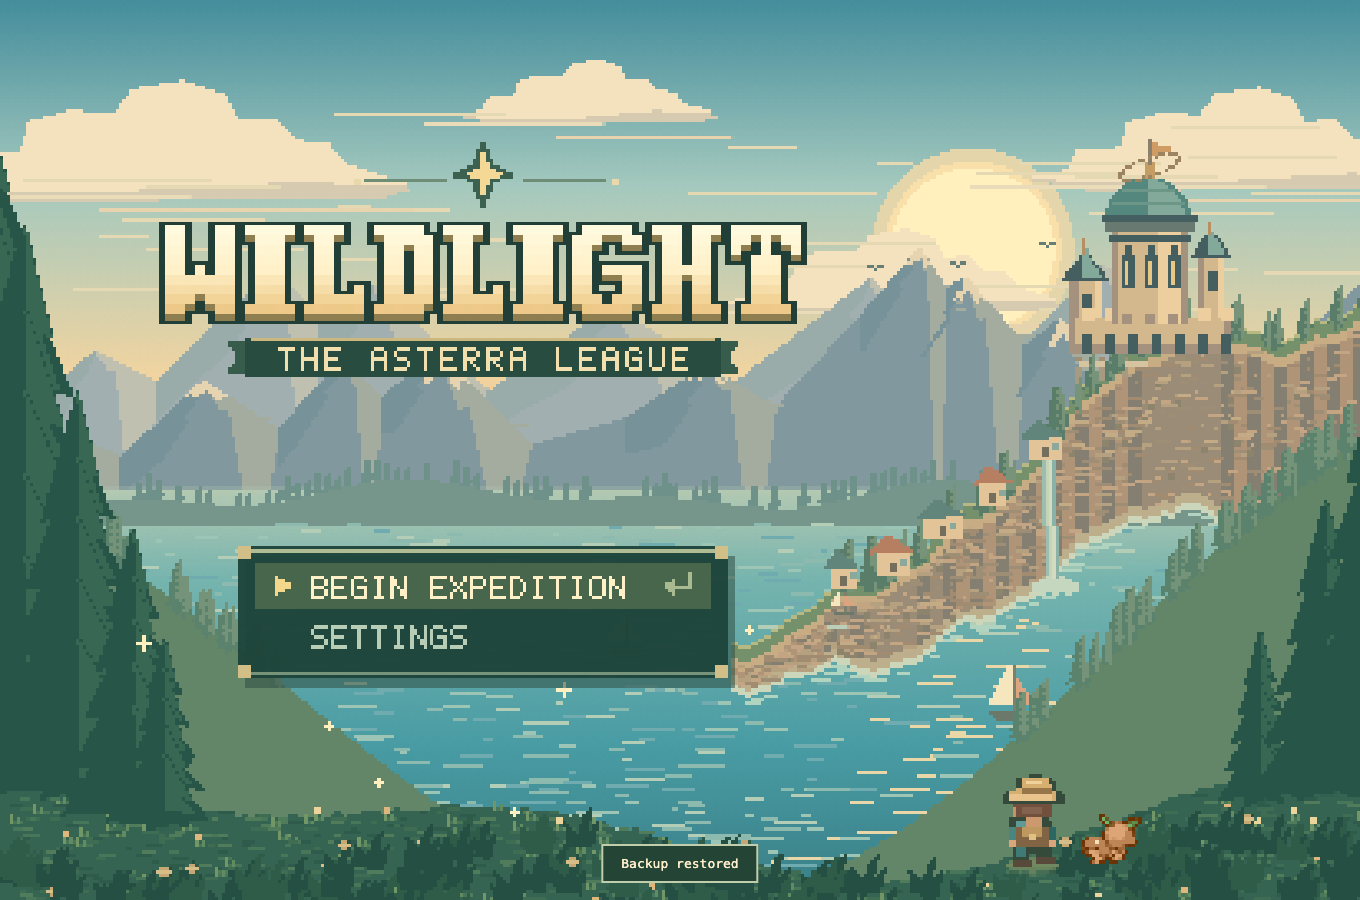 WILDLIGHT
THE ASTERRA LEAGUE
BEGIN EXPEDITION
SETTINGS
Backup restored